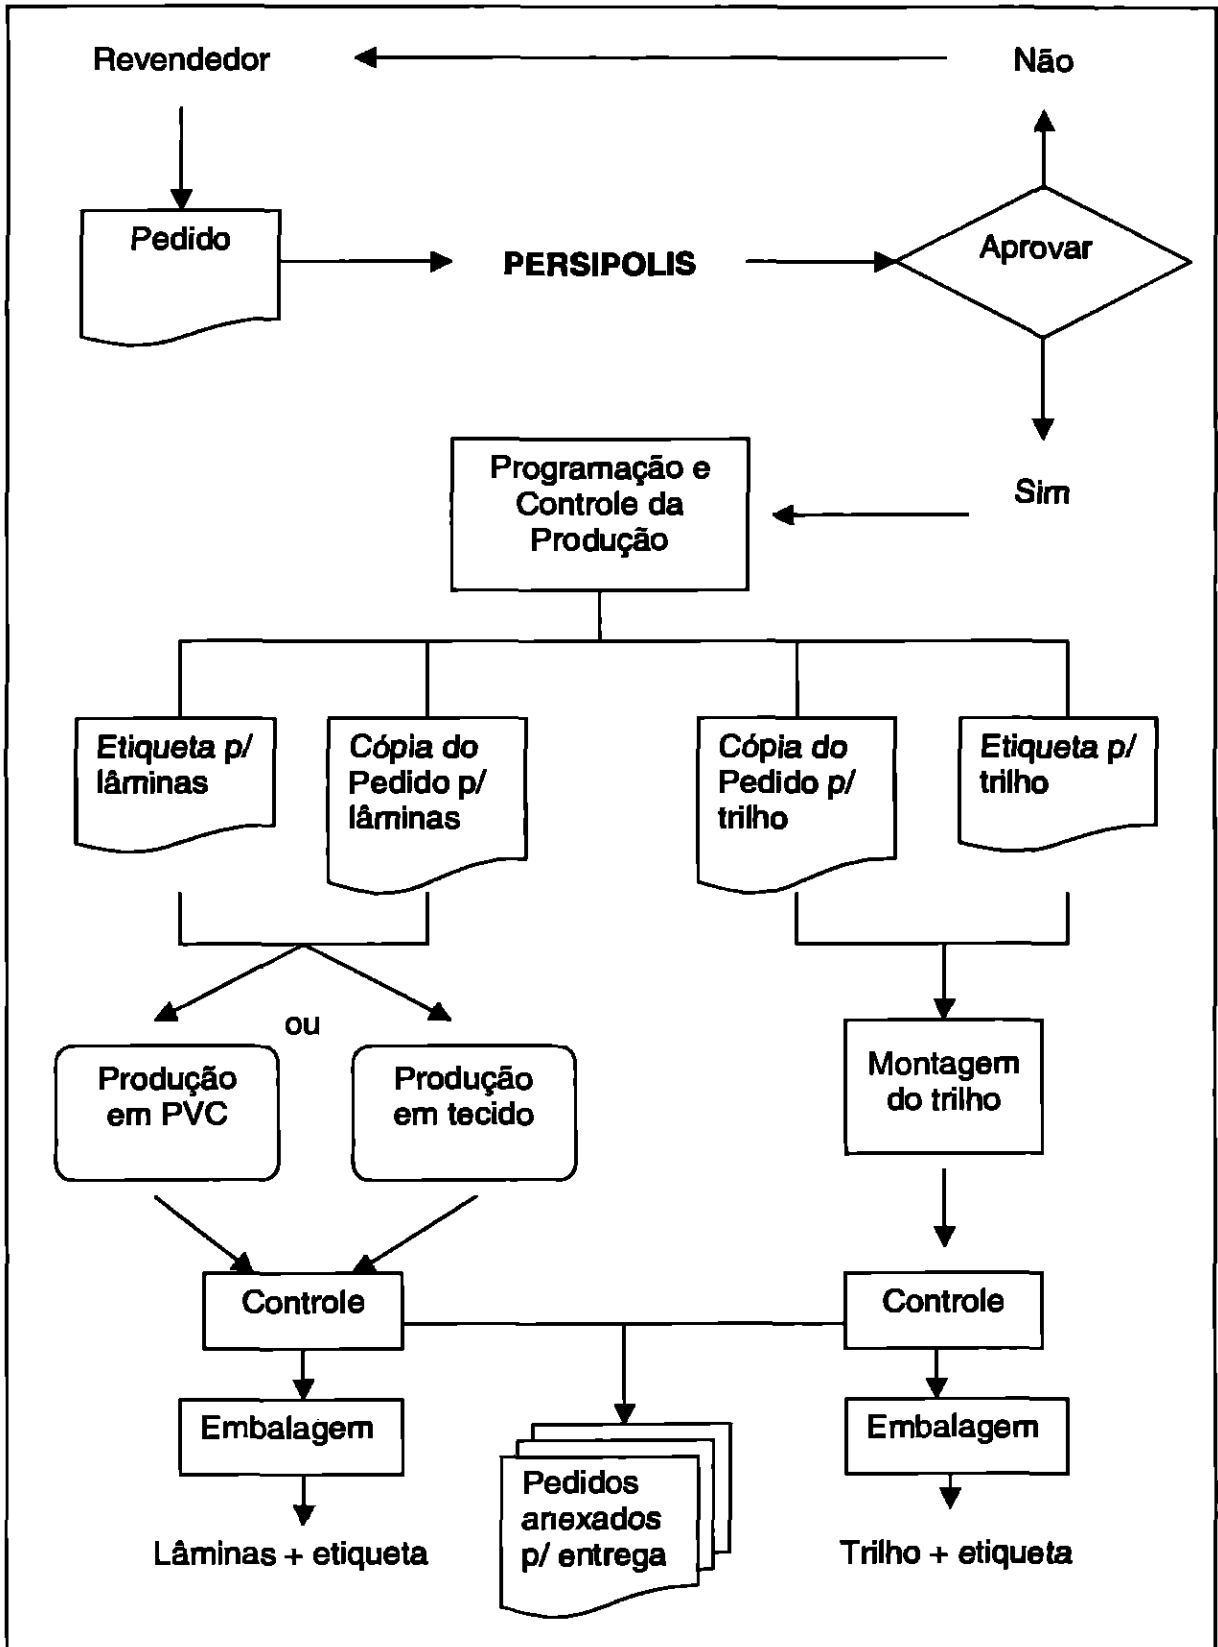 Revendedor
Não
Pedido
PERSIPOLIS
Aprovar
Programação e
Controle da
Produção
Sim
Etiqueta p/
lâminas
Cópia do
Pedido p/
lâminas
Cópia do
Pedido p/
trilho
Etiqueta p/
trilho
ou
Produção
em PVC
Produção
em tecido
Montagem
do trilho
Controle
Controle
Embalagem
Embalagem
Pedidos
anexados
p/ entrega
Lâminas + etiqueta
Trilho + etiqueta